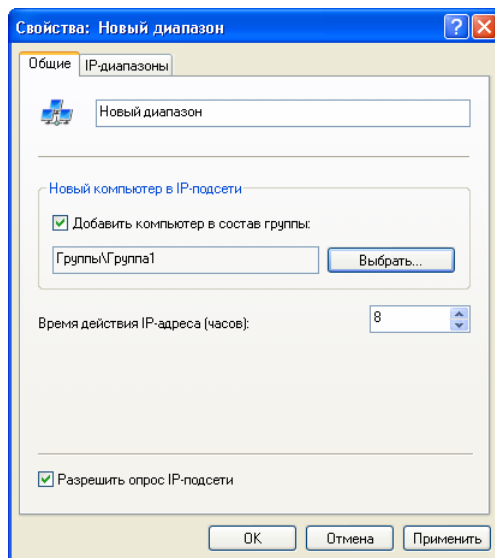 Свойства: Новый диапазон
Общие IP-диапазоны
Новый диапазон
Новый компьютер в IP-подсети
Добавить компьютер в состав группы:
Группы\Группа1 Выбрать...
Время действия IP-адреса (часов): 8
Разрешить опрос IP-подсети
OK Отмена Применить